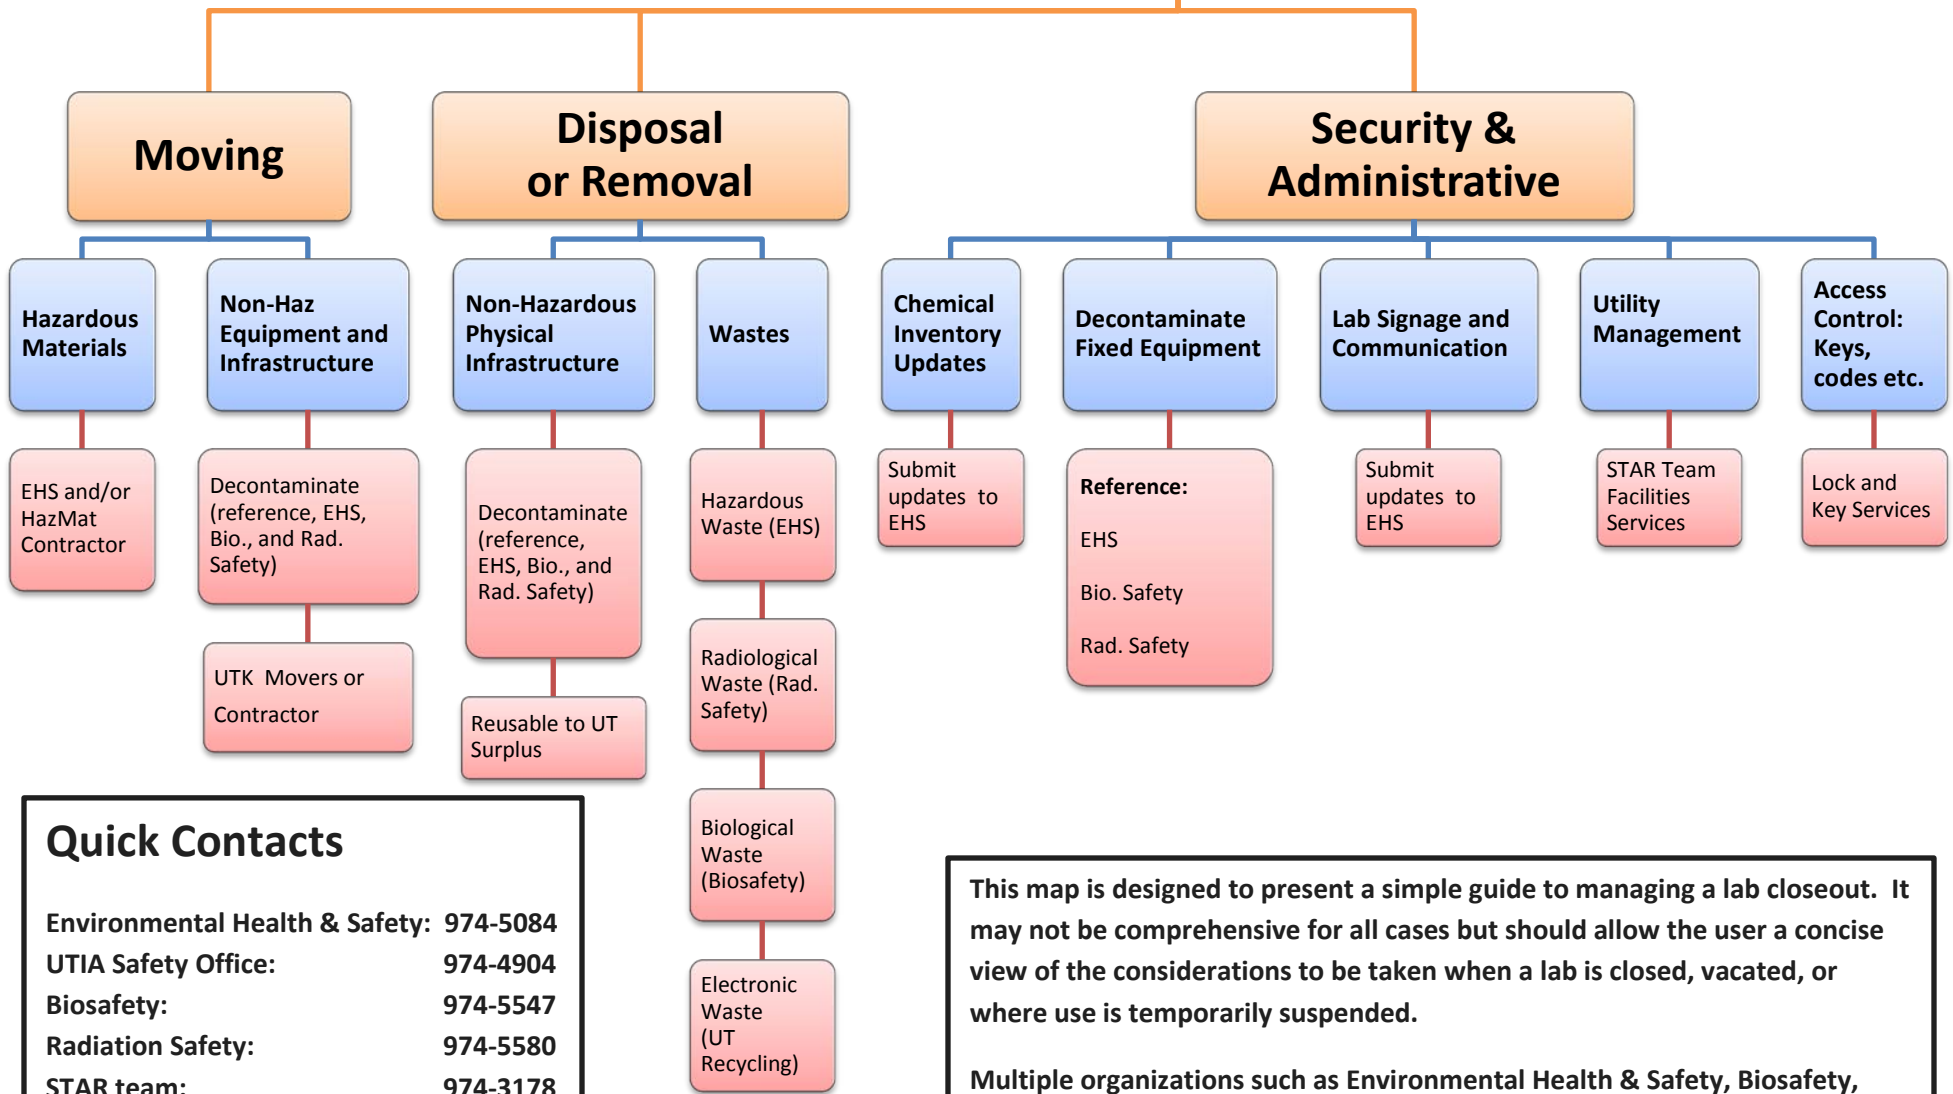 Moving
Disposal
or Removal
Security &
Administrative
Hazardous
Materials
Non-Haz
Equipment and
Infrastructure
Non-Hazardous
Physical
Infrastructure
Wastes
Chemical
Inventory
Updates
Decontaminate
Fixed Equipment
Lab Signage and
Communication
Utility
Management
Access
Control:
Keys,
codes etc.
EHS and/or
HazMat
Contractor
Decontaminate
(reference, EHS,
Bio., and Rad.
Safety)
UTK Movers or
Contractor
Decontaminate
(reference,
EHS, Bio., and
Rad. Safety)
Reusable to UT
Surplus
Hazardous
Waste (EHS)
Radiological
Waste (Rad.
Safety)
Biological
Waste
(Biosafety)
Electronic
Waste
(UT
Recycling)
Submit
updates to
EHS
Reference:
EHS
Bio. Safety
Rad. Safety
Submit
updates to
EHS
STAR Team
Facilities
Services
Lock and
Key Services
Quick Contacts
Environmental Health & Safety: 974-5084
UTIA Safety Office: 974-4904
Biosafety: 974-5547
Radiation Safety: 974-5580
STAR team: 974-3178
This map is designed to present a simple guide to managing a lab closeout. It
may not be comprehensive for all cases but should allow the user a concise
view of the considerations to be taken when a lab is closed, vacated, or
where use is temporarily suspended.
Multiple organizations such as Environmental Health & Safety, Biosafety,